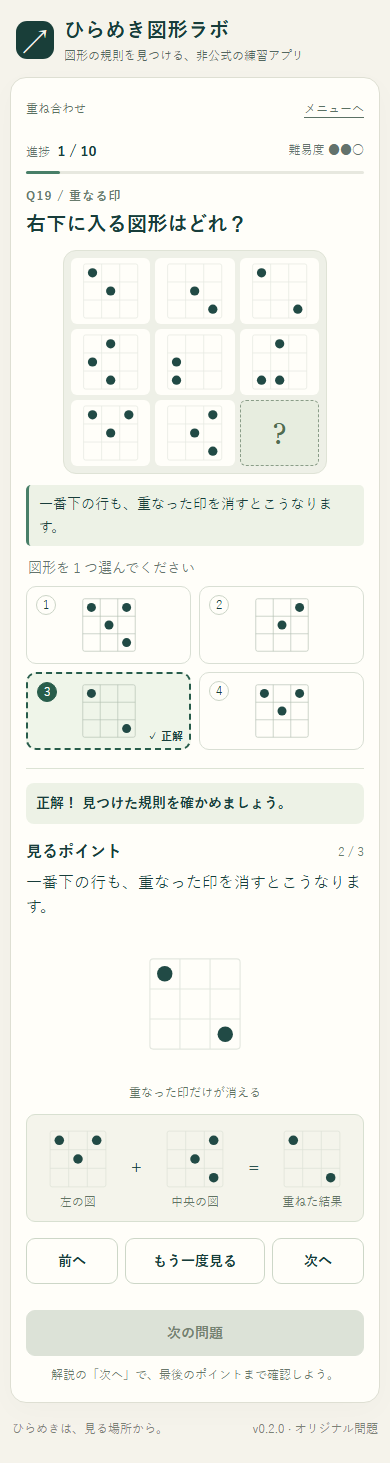 ひらめき図形ラボ
図形の規則を見つける、非公式の練習アプリ
重ね合わせ
メニューへ
進捗 1 / 10
難易度 ●●○
Q19 / 重なる印
右下に入る図形はどれ？
?
一番下の行も、重なった印を消すとこうなりま
す。
図形を１つ選んでください
1
2
3
✓ 正解
4
正解！ 見つけた規則を確かめましょう。
見るポイント
2 / 3
一番下の行も、重なった印を消すとこうなりま
す。
重なった印だけが消える
+
=
左の図
中央の図
重ねた結果
前へ
もう一度見る
次へ
次の問題
解説の「次へ」で、最後のポイントまで確認しよう。
ひらめきは、見る場所から。
v0.2.0 · オリジナル問題